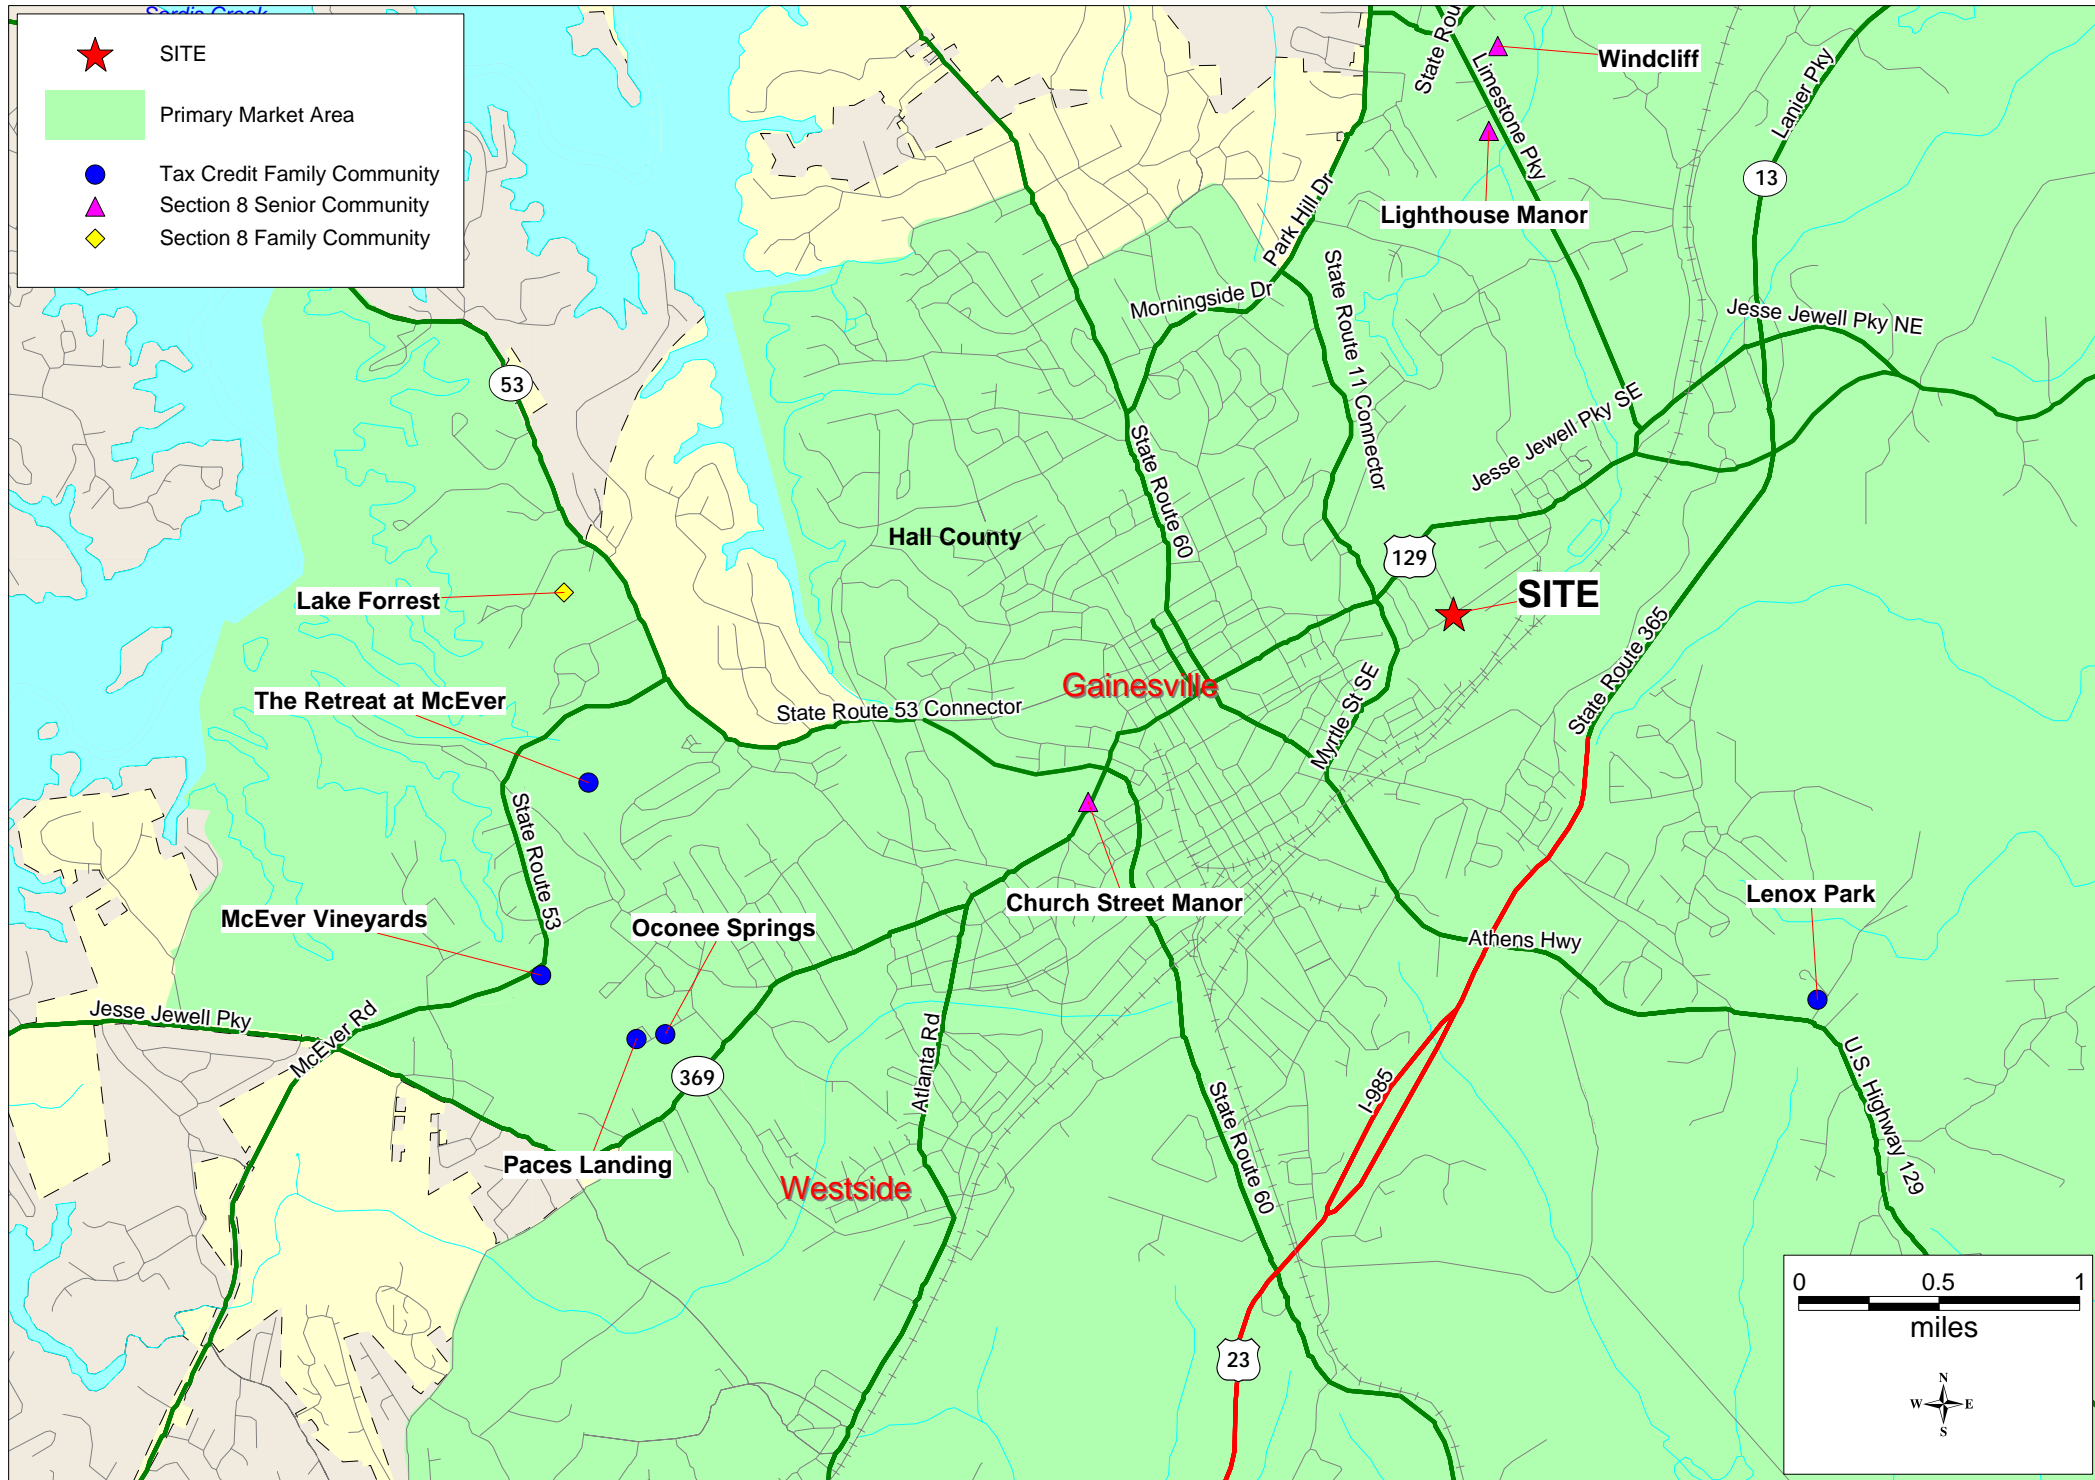 Sardis Creek
SITE
Primary Market Area
Tax Credit Family Community
Section 8 Senior Community
Section 8 Family Community
State Rou
Windcliff
Limestone Pky
Lanier Pky
13
Lighthouse Manor
Park Hill Dr
State Route 11 Connector
Morningside Dr
Jesse Jewell Pky NE
53
Jesse Jewell Pky SE
State Route 60
Hall County
129
SITE
Lake Forrest
State Route 365
Gainesville
The Retreat at McEver
State Route 53 Connector
Myrtle St SE
State Route 53
Church Street Manor
Lenox Park
McEver Vineyards
Oconee Springs
Athens Hwy
Jesse Jewell Pky
McEver Rd
369
Atlanta Rd
I-985
State Route 60
U.S. Highway 129
Paces Landing
Westside
23
0 0.5 1
miles
N
W E
S